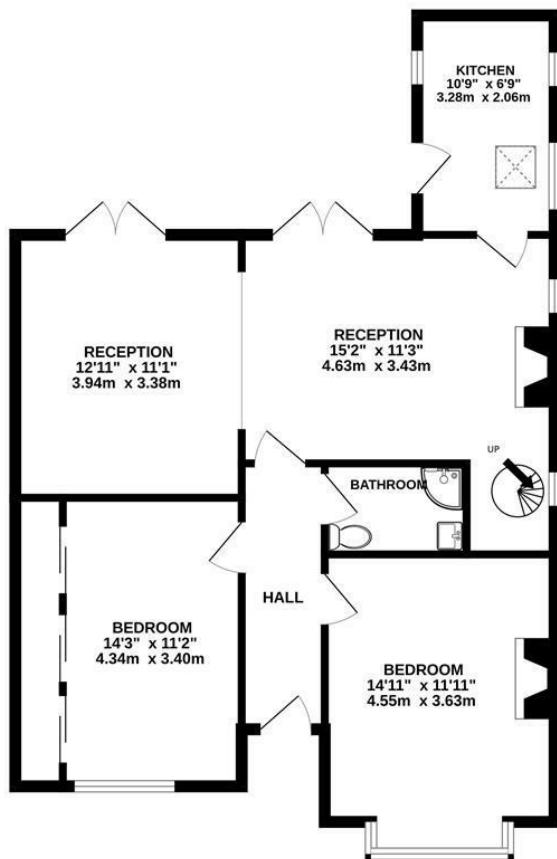 KITCHEN
10'9" x 6'9"
3.28m x 2.06m
RECEPTION
12'11" x 11'1"
3.94m x 3.38m
RECEPTION
15'2" x 11'3"
4.63m x 3.43m
UP
BATHROOM
HALL
BEDROOM
14'3" x 11'2"
4.34m x 3.40m
BEDROOM
14'11" x 11'11"
4.55m x 3.63m